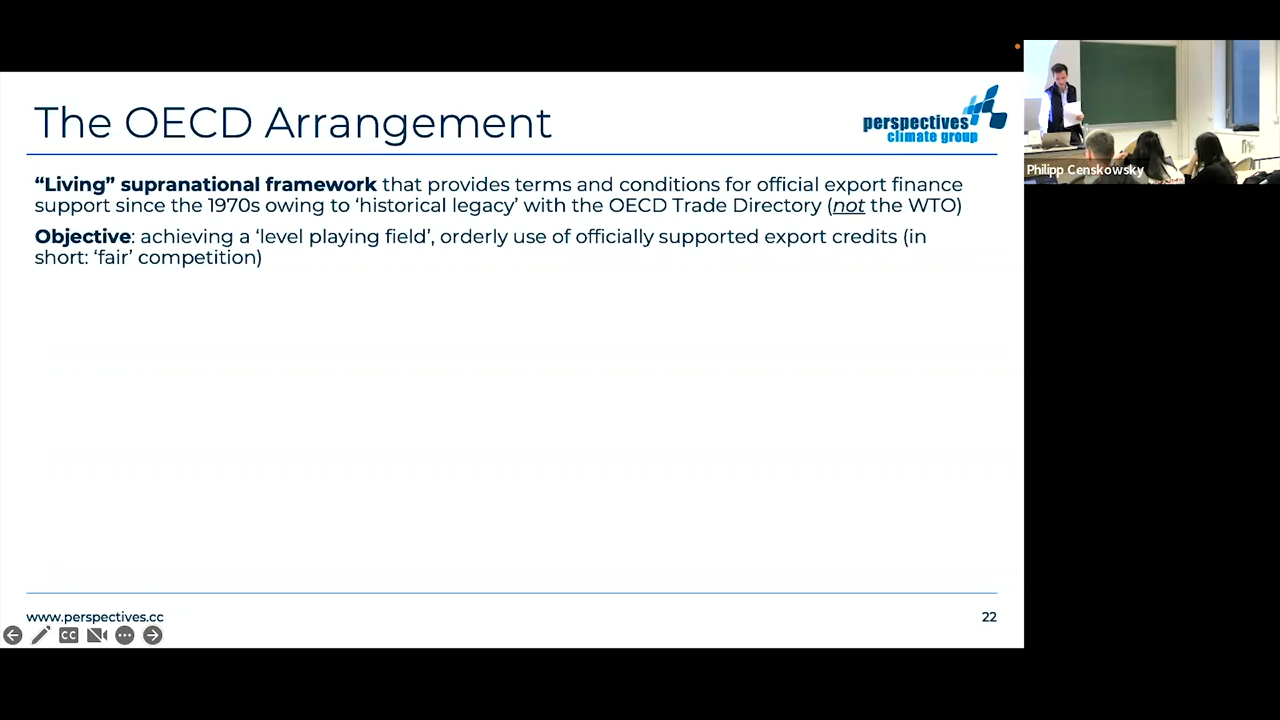 The OECD Arrangement
perspectives
climate group
“Living” supranational framework that provides terms and conditions for official export finance
support since the 1970s owing to ‘historical legacy’ with the OECD Trade Directory (not the WTO)
Objective: achieving a ‘level playing field’, orderly use of officially supported export credits (in
short: ‘fair’ competition)
www.perspectives.cc
22
CC
Philipp Censkowsky